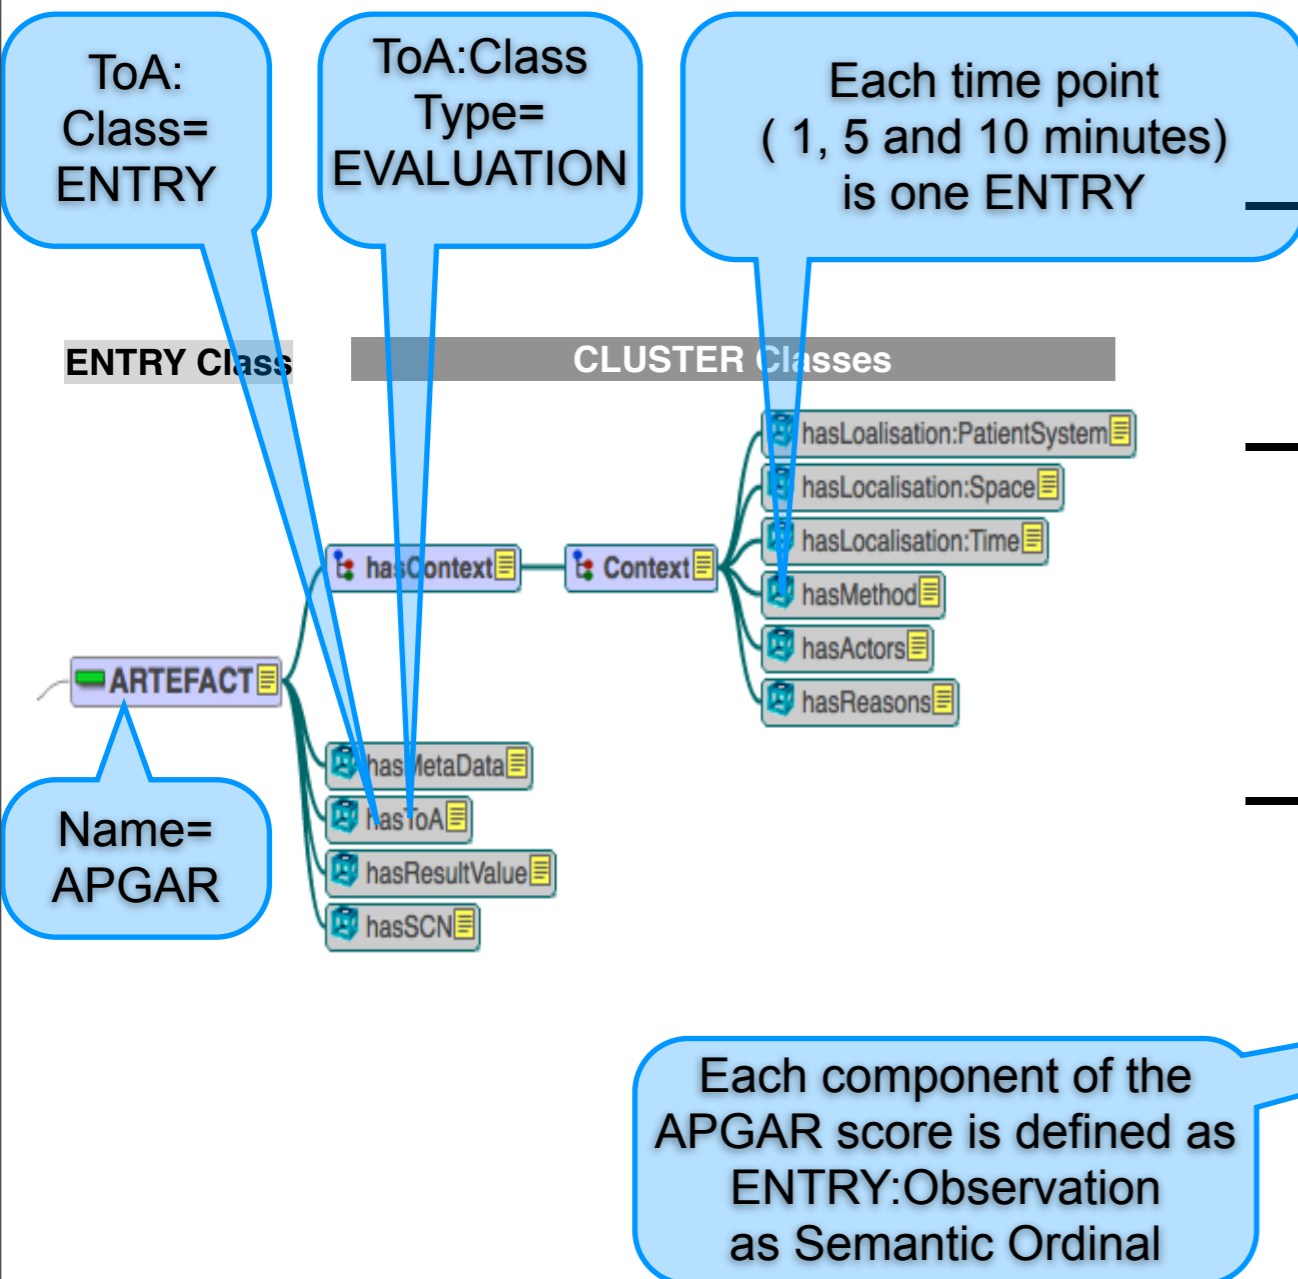 ToA:
Class=
ENTRY
ToA:Class
Type=
EVALUATION
Each time point
( 1, 5 and 10 minutes)
is one ENTRY
ENTRY Class
CLUSTER Classes
hasLoalisation:PatientSystem
hasLocalisation:Space
hasLocalisation:Time
hasContext
Context
hasMethod
hasActors
ARTEFACT
hasReasons
hasMetaData
hasToA
hasResultValue
hasSCN
Name=
APGAR
Each component of the
APGAR score is defined as
ENTRY:Observation
as Semantic Ordinal